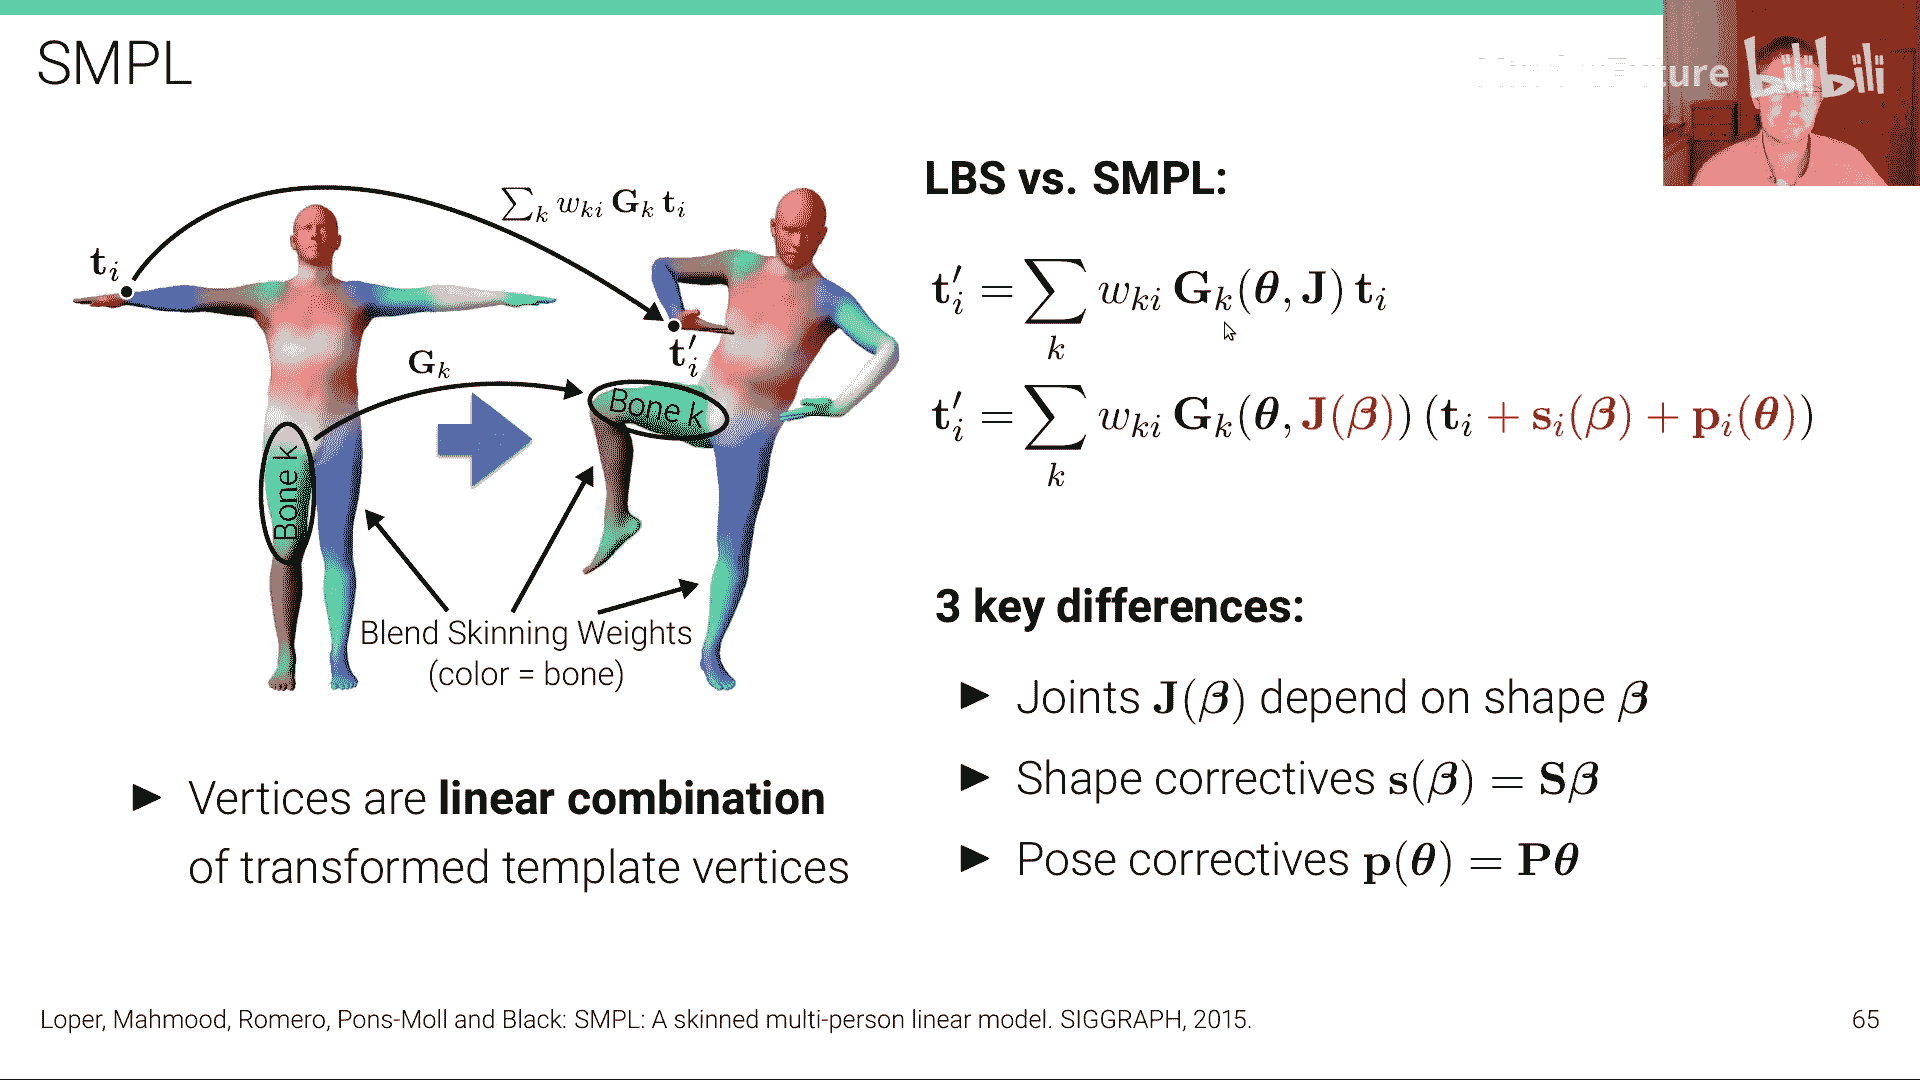 SMPL
ture bilibili
∑ₖ wₖᵢ Gₖ tᵢ
tᵢ
t′ᵢ
Gₖ
Bone k
Bone k
Blend Skinning Weights
(color = bone)
► Vertices are linear combination
of transformed template vertices
LBS vs. SMPL:
t′ᵢ = ∑ₖ wₖᵢ Gₖ(θ, J) tᵢ
t′ᵢ = ∑ₖ wₖᵢ Gₖ(θ, J(β)) (tᵢ + sᵢ(β) + pᵢ(θ))
3 key differences:
► Joints J(β) depend on shape β
► Shape correctives s(β) = Sβ
► Pose correctives p(θ) = Pθ
Loper, Mahmood, Romero, Pons-Moll and Black: SMPL: A skinned multi-person linear model. SIGGRAPH, 2015.
65